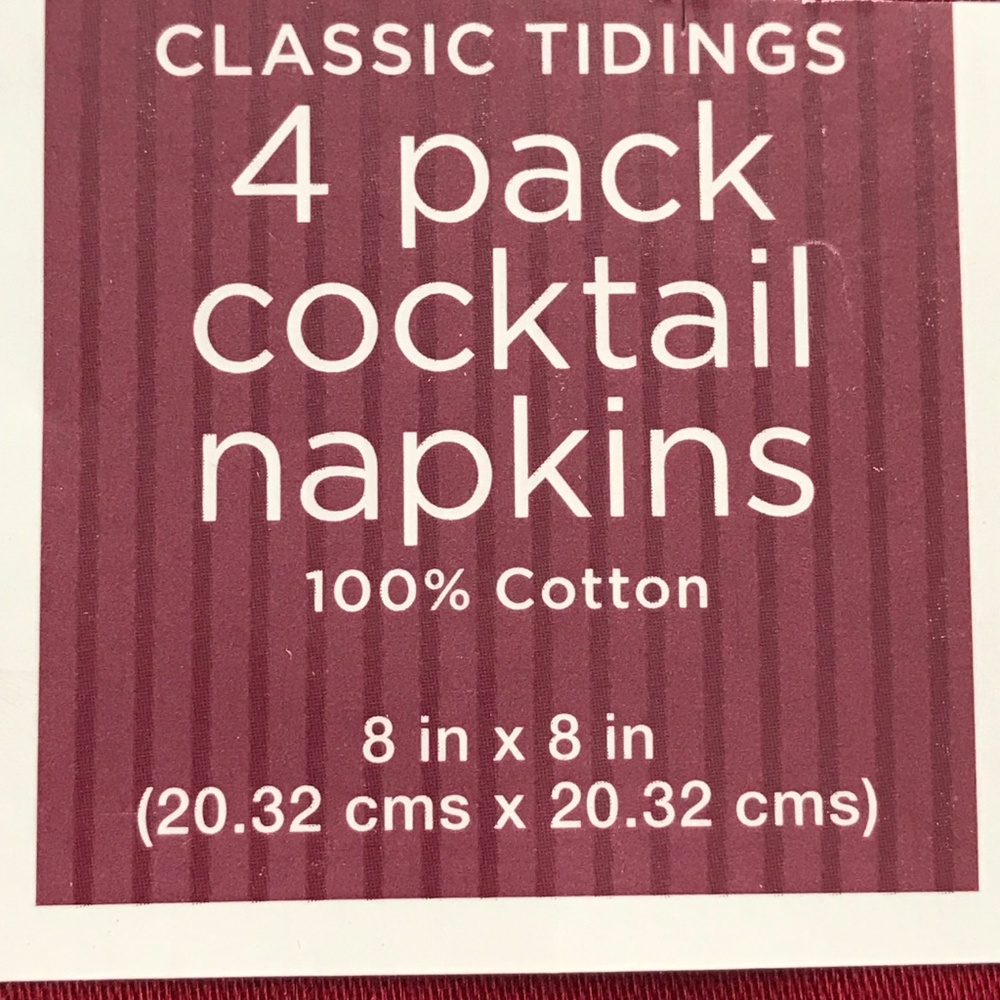 CLASSIC TIDINGS
4 pack
cocktail
napkins
100% Cotton
8 in x 8 in
(20.32 cms x 20.32 cms)